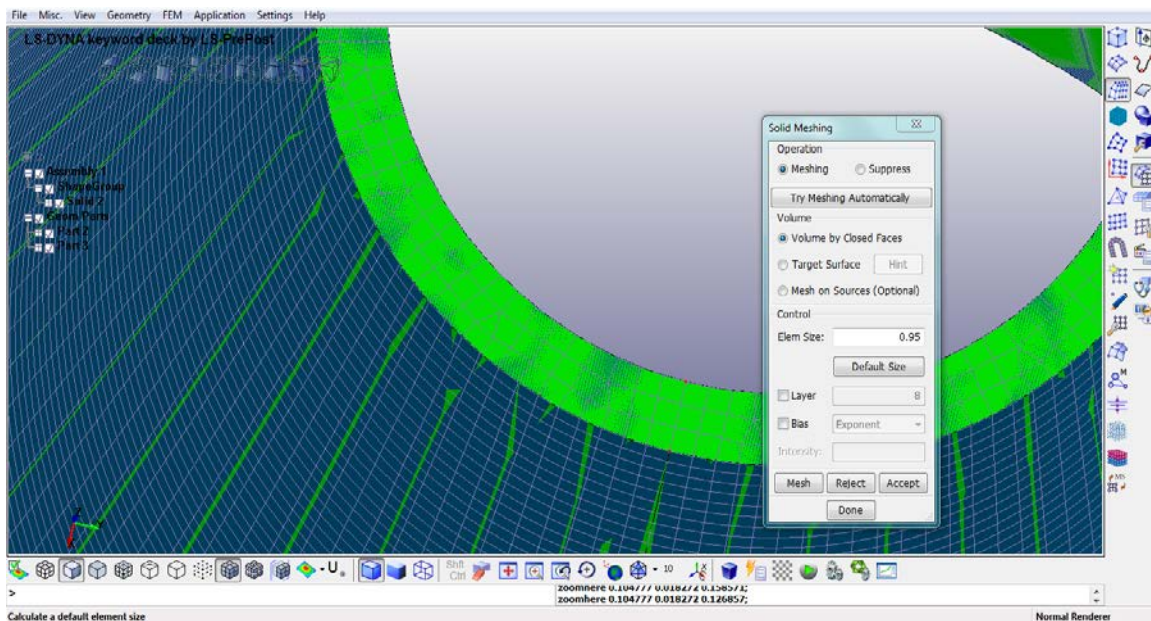 File Misc. View Geometry FEM Application Settings Help
LS-DYNA keyword deck by LS-PrePost
Assembly 1
ShapeGroup
Solid 2
Geom Parts
Part 2
Part 3
Solid Meshing
Operation
Meshing Suppress
Try Meshing Automatically
Volume
Volume by Closed Faces
Target Surface Hint
Mesh on Sources (Optional)
Control
Elem Size: 0.95
Default Size
Layer 8
Bias Exponent
Intensity:
Mesh Reject Accept
Done
Z
Y
M
MS
U
Shft
Ctrl
10
zoomhere 0.104777 0.018272 0.158571;
> zoomhere 0.104777 0.018272 0.126857;
Calculate a default element size Normal Renderer